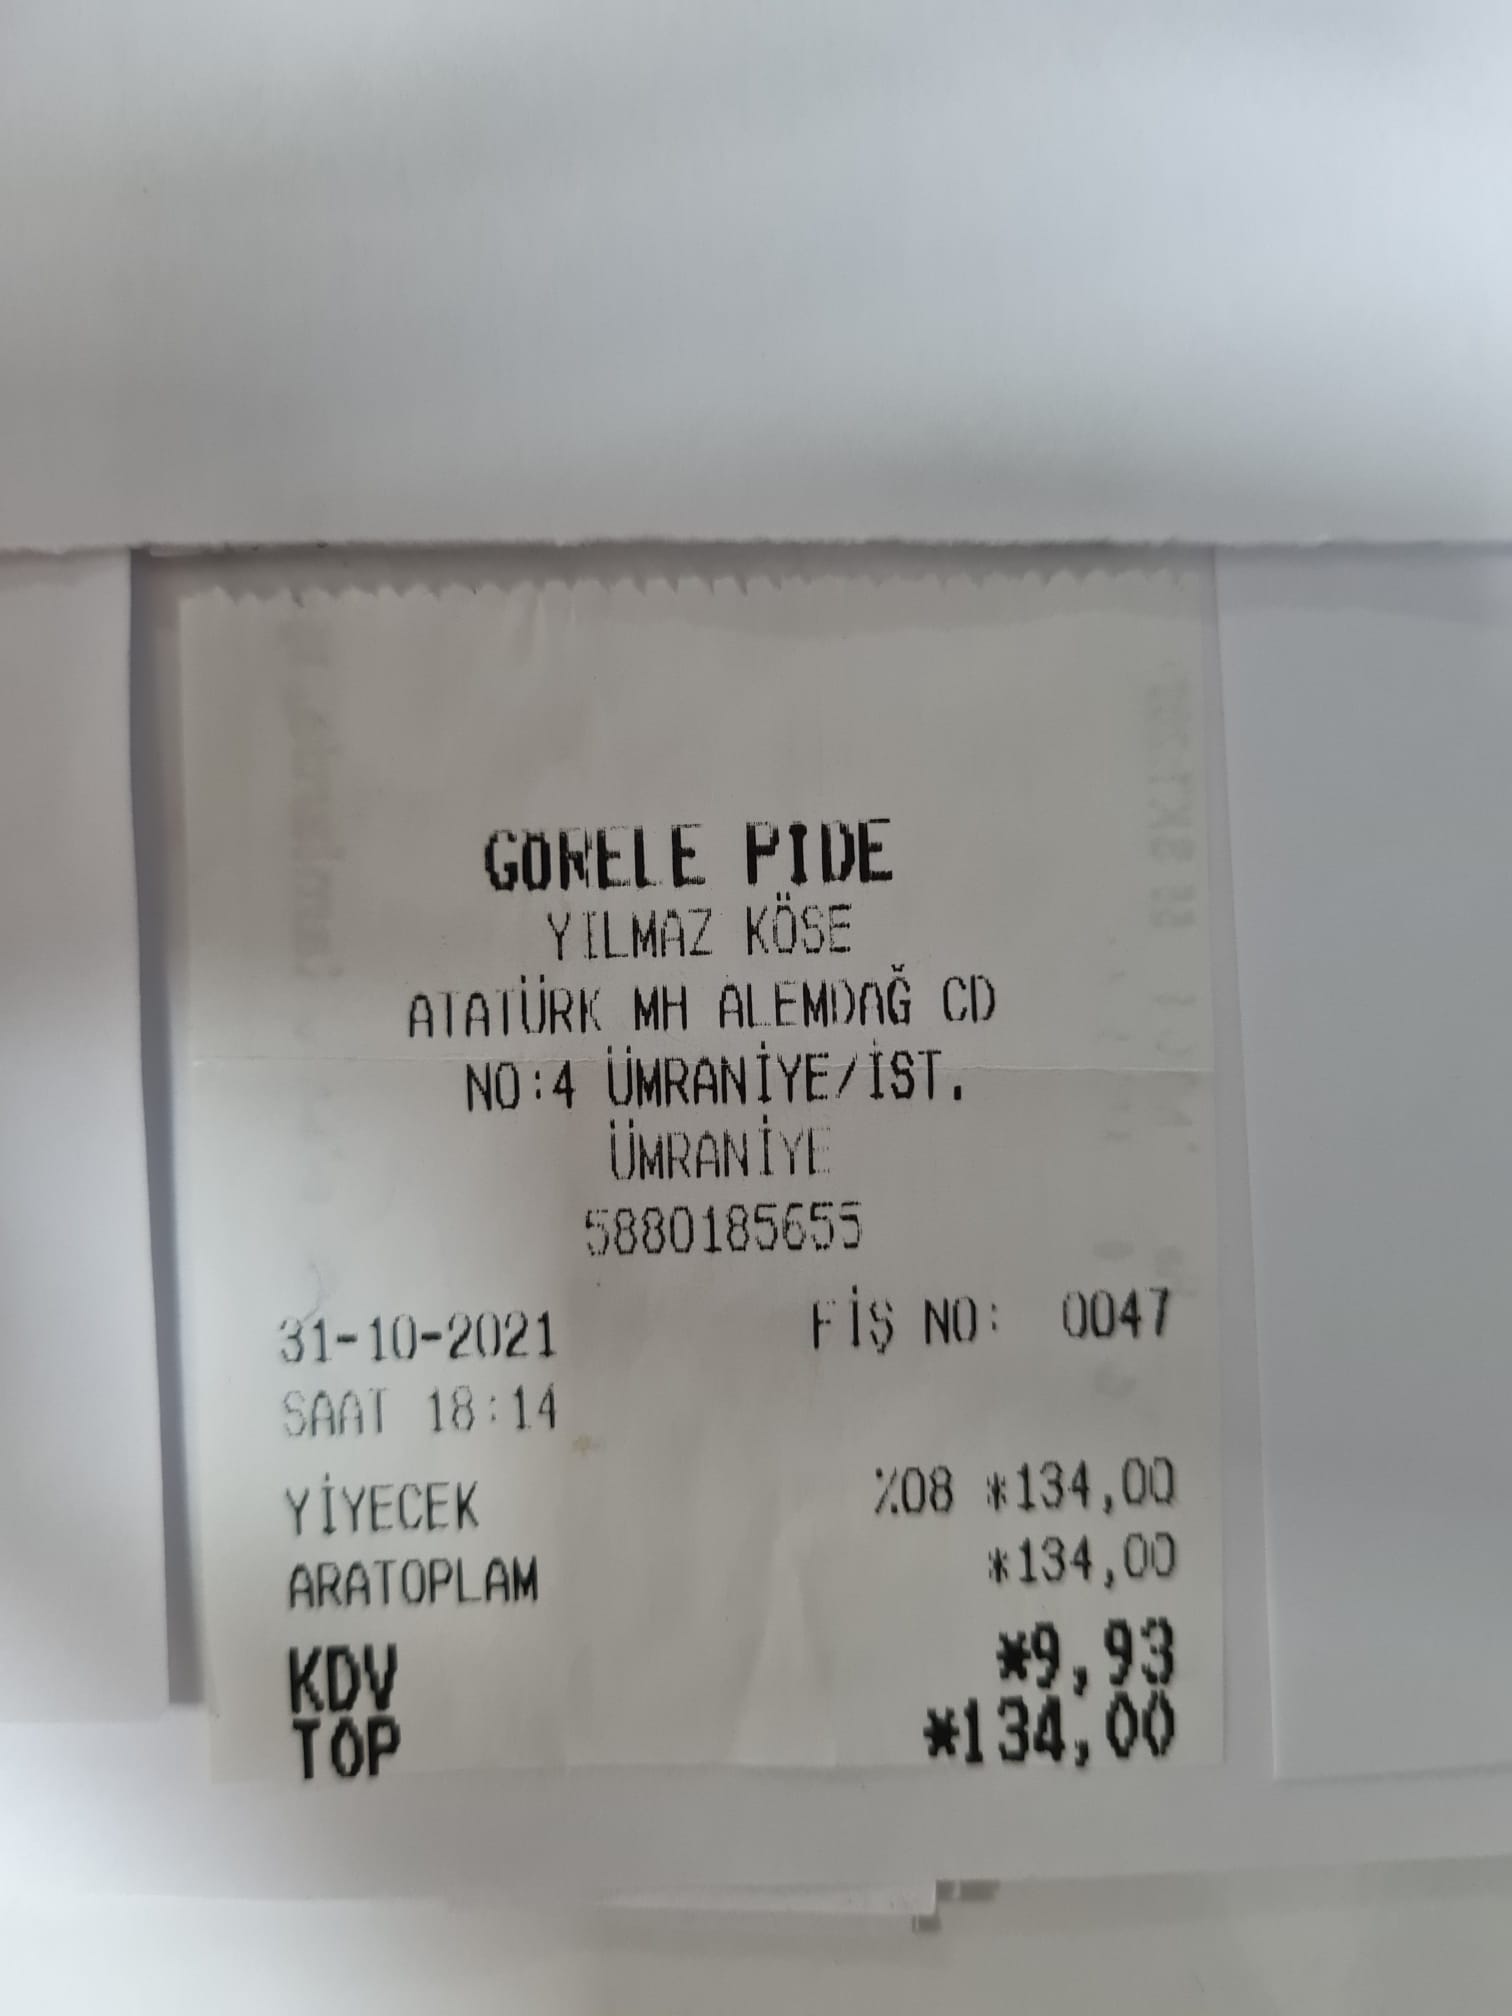 GÖRELE PIDE
YILMAZ KÖSE
ATATÜRK MH ALEMDAĞ CD
NO:4 ÜMRANİYE/İST.
ÜMRANİYE
5880185655
31-10-2021 FİŞ NO: 0047
SAAT 18:14
YİYECEK %08 *134,00
ARATOPLAM *134,00
KDV *9,93
TOP *134,00